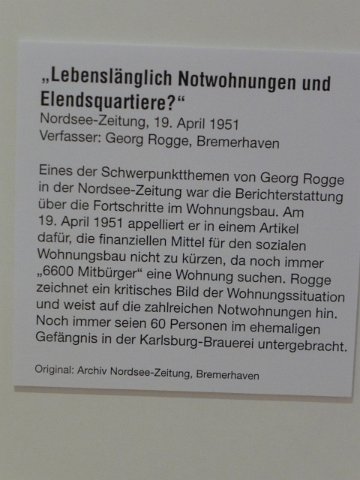 „Lebenslänglich Notwohnungen und
Elendsquartiere?“
Nordsee-Zeitung, 19. April 1951
Verfasser: Georg Rogge, Bremerhaven
Eines der Schwerpunktthemen von Georg Rogge
in der Nordsee-Zeitung war die Berichterstattung
über die Fortschritte im Wohnungsbau. Am
19. April 1951 appelliert er in einem Artikel
dafür, die finanziellen Mittel für den sozialen
Wohnungsbau nicht zu kürzen, da noch immer
„6600 Mitbürger“ eine Wohnung suchen. Rogge
zeichnet ein kritisches Bild der Wohnungssituation
und weist auf die zahlreichen Notwohnungen hin.
Noch immer seien 60 Personen im ehemaligen
Gefängnis in der Karlsburg-Brauerei untergebracht.
Original: Archiv Nordsee-Zeitung, Bremerhaven